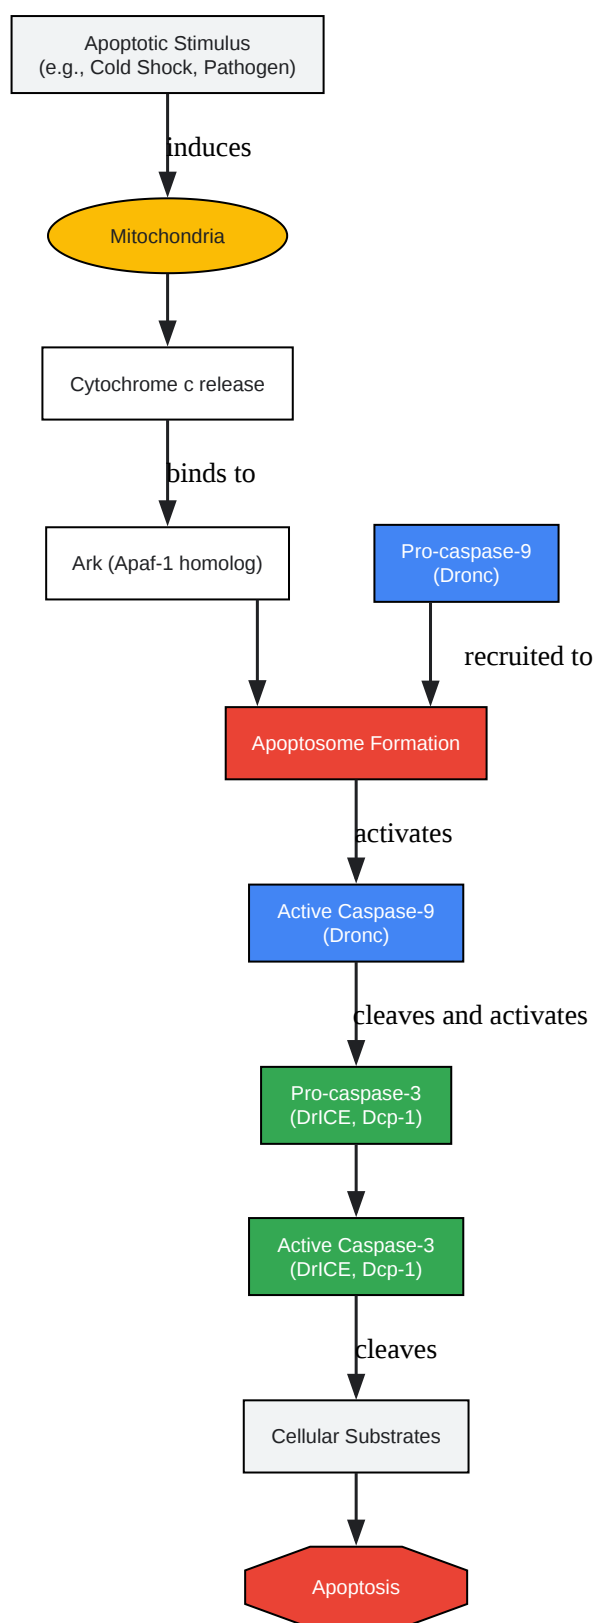 Apoptotic Stimulus
(e.g., Cold Shock, Pathogen)
induces
Mitochondria
Cytochrome c release
binds to
Ark (Apaf-1 homolog)
Pro-caspase-9
(Dronc)
recruited to
Apoptosome Formation
activates
Active Caspase-9
(Dronc)
cleaves and activates
Pro-caspase-3
(DrICE, Dcp-1)
Active Caspase-3
(DrICE, Dcp-1)
cleaves
Cellular Substrates
Apoptosis